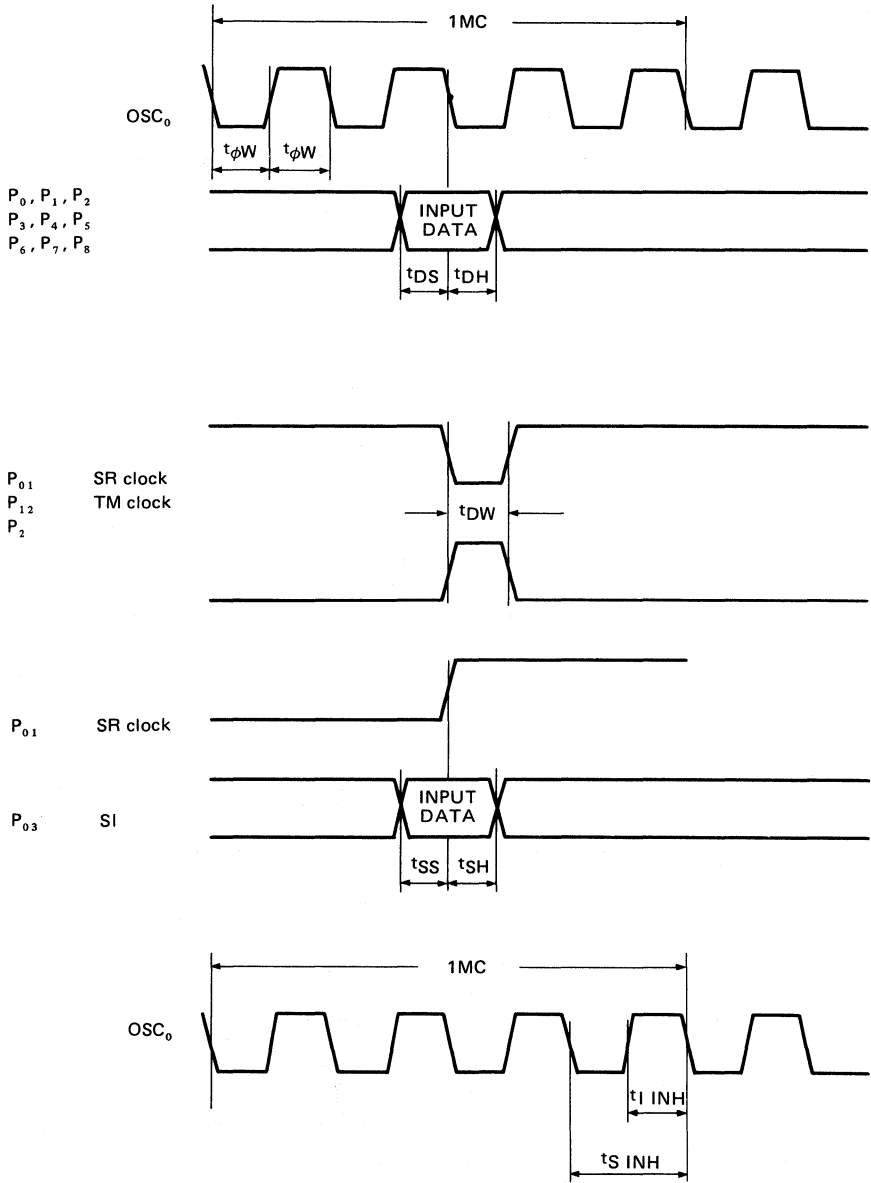 1MC
OSC₀
tφW tφW
P₀, P₁, P₂
P₃, P₄, P₅
P₆, P₇, P₈
INPUT
DATA
tDS tDH
P₀₁ SR clock
P₁₂ TM clock
P₂
tDW
P₀₁ SR clock
P₀₃ SI
INPUT
DATA
tSS tSH
1MC
OSC₀
tI INH
tS INH